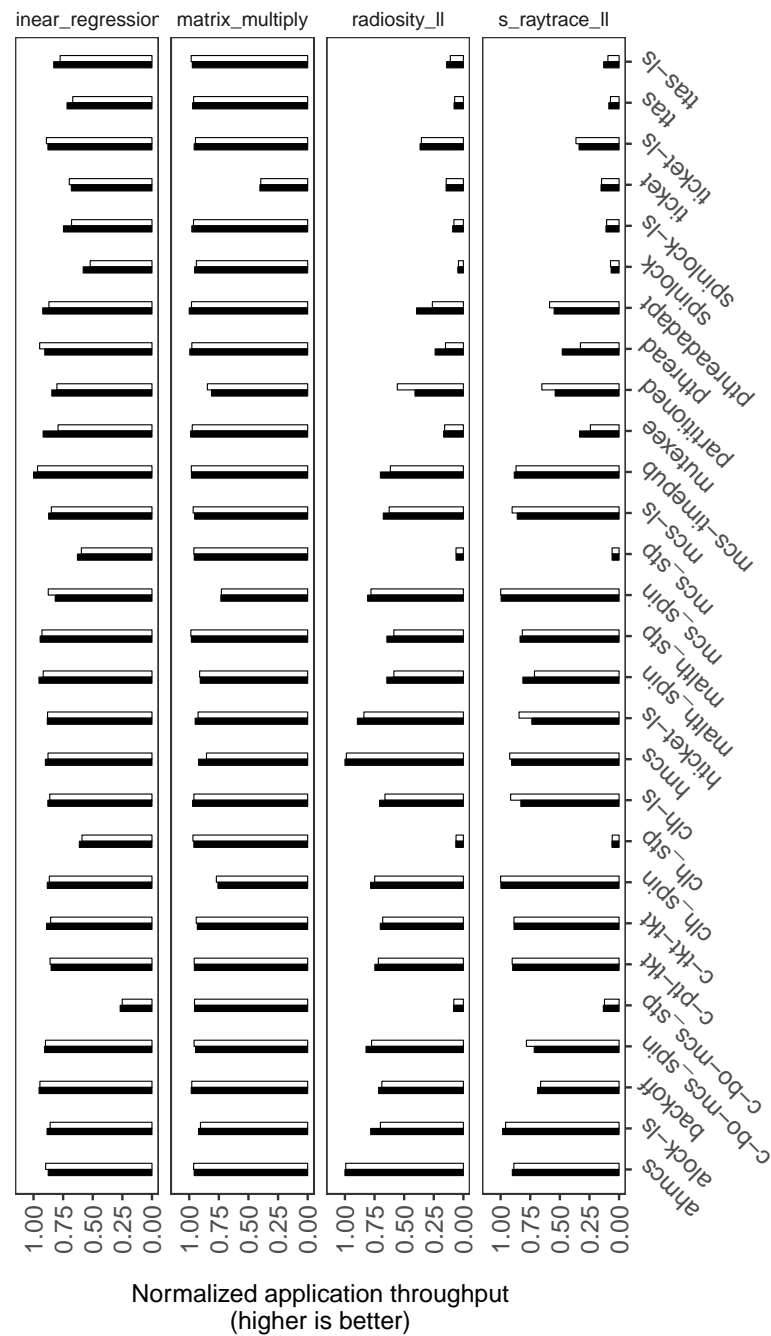 inear_regression
matrix_multiply
radiosity_ll
s_raytrace_ll
ttas−ls
ttas
ticket−ls
ticket
spinlock−ls
spinlock
pthreadadapt
pthread
partitioned
mutexee
mcs−timepub
mcs−ls
mcs_stp
mcs_spin
malth_stp
malth_spin
hticket−ls
hmcs
clh−ls
clh_stp
clh_spin
c−tkt−tkt
c−ptl−tkt
c−bo−mcs_stp
c−bo−mcs_spin
backoff
alock−ls
ahmcs
1.00
0.75
0.50
0.25
0.00
1.00
0.75
0.50
0.25
0.00
1.00
0.75
0.50
0.25
0.00
1.00
0.75
0.50
0.25
0.00
Normalized application throughput
(higher is better)